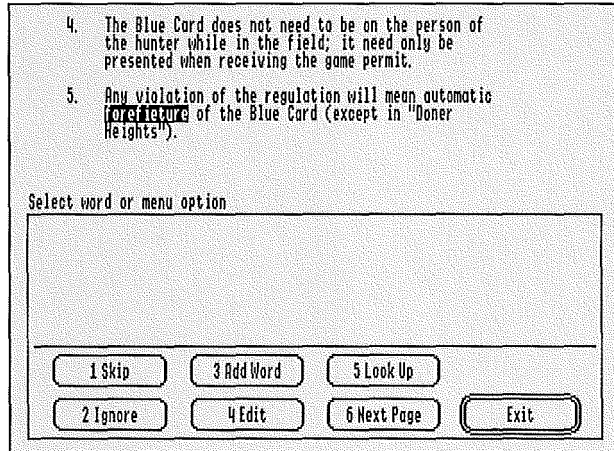 4. The Blue Card does not need to be on the person of
the hunter while in the field; it need only be
presented when receiving the game permit.
5. Any violation of the regulation will mean automatic
forefieture of the Blue Card (except in "Doner
Heights").
Select word or menu option
1 Skip 3 Add Word 5 Look Up
2 Ignore 4 Edit 6 Next Page Exit